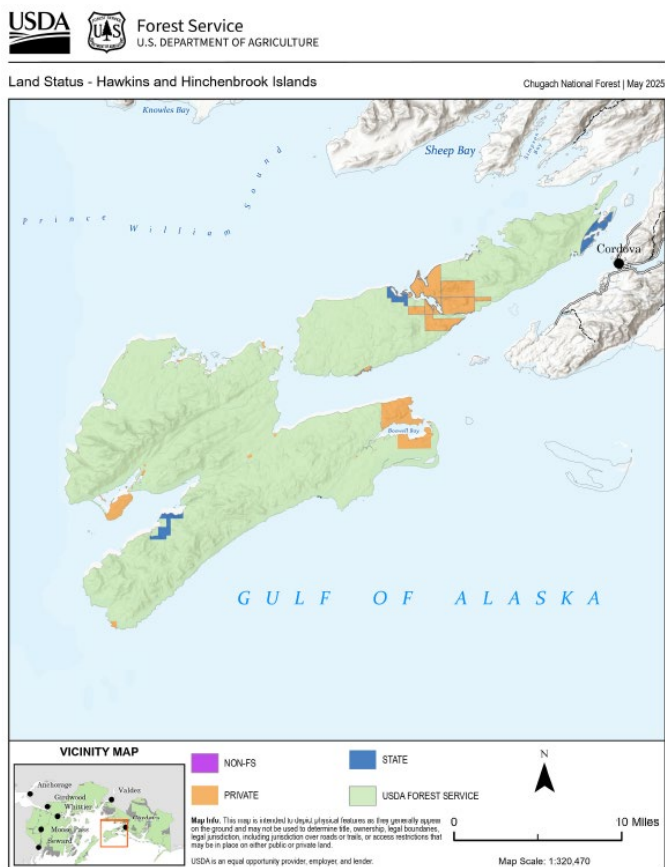 USDA
UAS
Forest Service
U.S. DEPARTMENT OF AGRICULTURE
Land Status - Hawkins and Hinchenbrook Islands
Chugach National Forest | May 2025
Knowles Bay
Sheep Bay
Simpson Bay
Prince William Sound
Cordova
Boswell Bay
GULF OF ALASKA
VICINITY MAP
Anchorage
Girdwood
Whittier
Valdez
Moose Pass
Cordova
Seward
NON-FS
STATE
PRIVATE
USDA FOREST SERVICE
Map Info. This map is intended to depict physical features as they generally appear
on the ground and may not be used to determine title, ownership, legal boundaries,
legal jurisdiction, including jurisdiction over roads or trails, or access restrictions that
may be in place on either public or private land.
USDA is an equal opportunity provider, employer, and lender.
N
0 10 Miles
Map Scale: 1:320,470